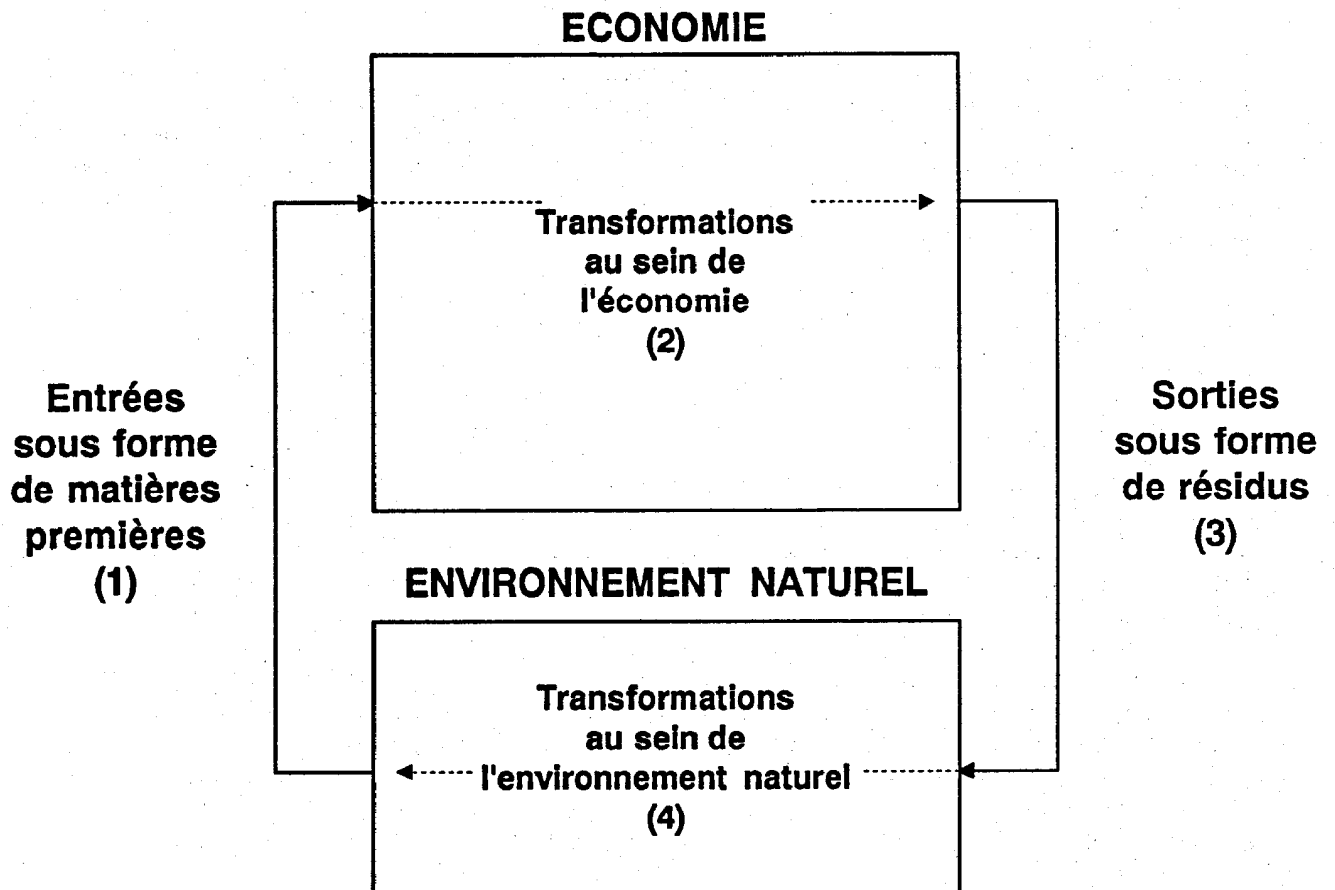 ECONOMIE
Transformations
au sein de
l'économie
(2)
Entrées
sous forme
de matières
premières
(1)
Sorties
sous forme
de résidus
(3)
ENVIRONNEMENT NATUREL
Transformations
au sein de
l'environnement naturel
(4)